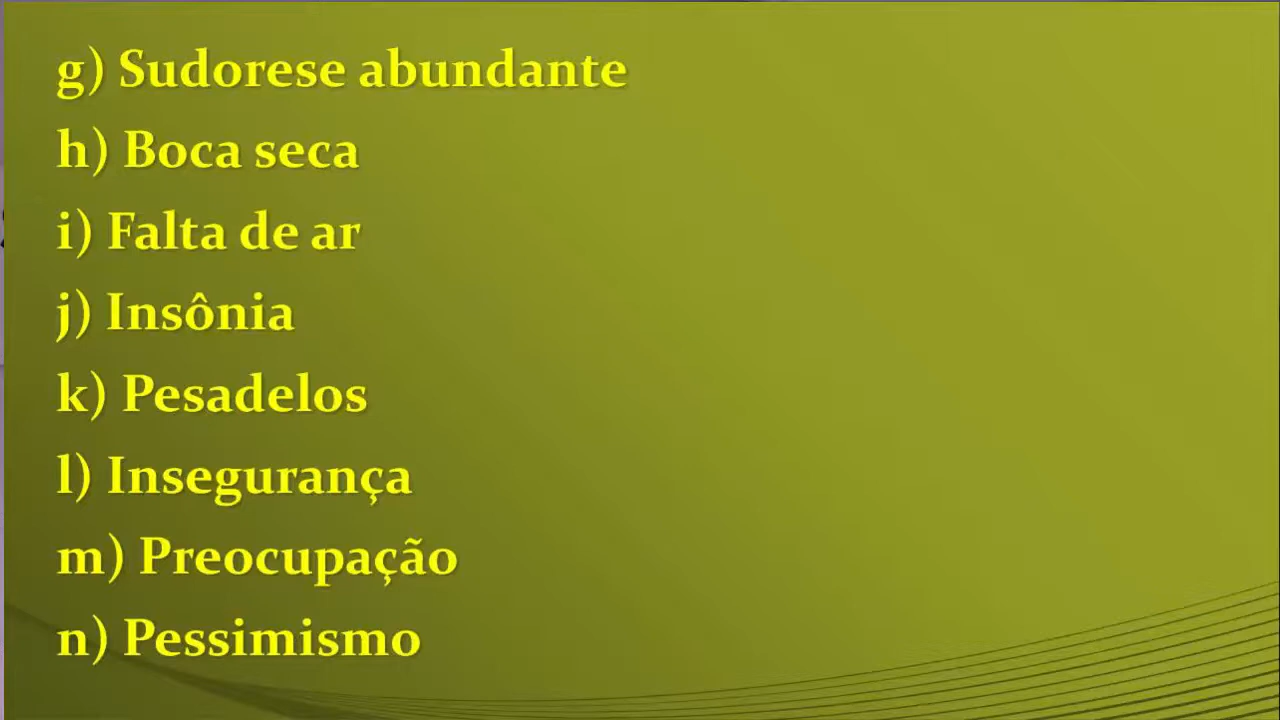 g) Sudorese abundante
h) Boca seca
i) Falta de ar
j) Insônia
k) Pesadelos
l) Insegurança
m) Preocupação
n) Pessimismo